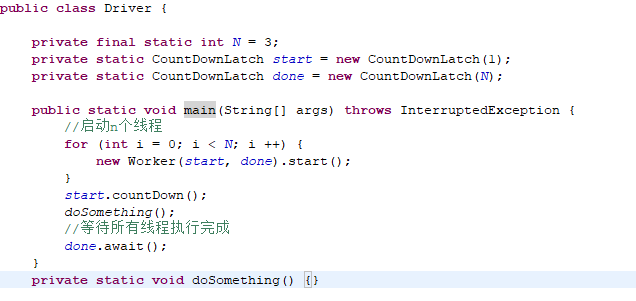 public class Driver {
private final static int N = 3;
private static CountDownLatch start = new CountDownLatch(1);
private static CountDownLatch done = new CountDownLatch(N);
public static void main(String[] args) throws InterruptedException {
//启动n个线程
for (int i = 0; i < N; i ++) {
new Worker(start, done).start();
}
start.countDown();
doSomething();
//等待所有线程执行完成
done.await();
}
private static void doSomething() {}